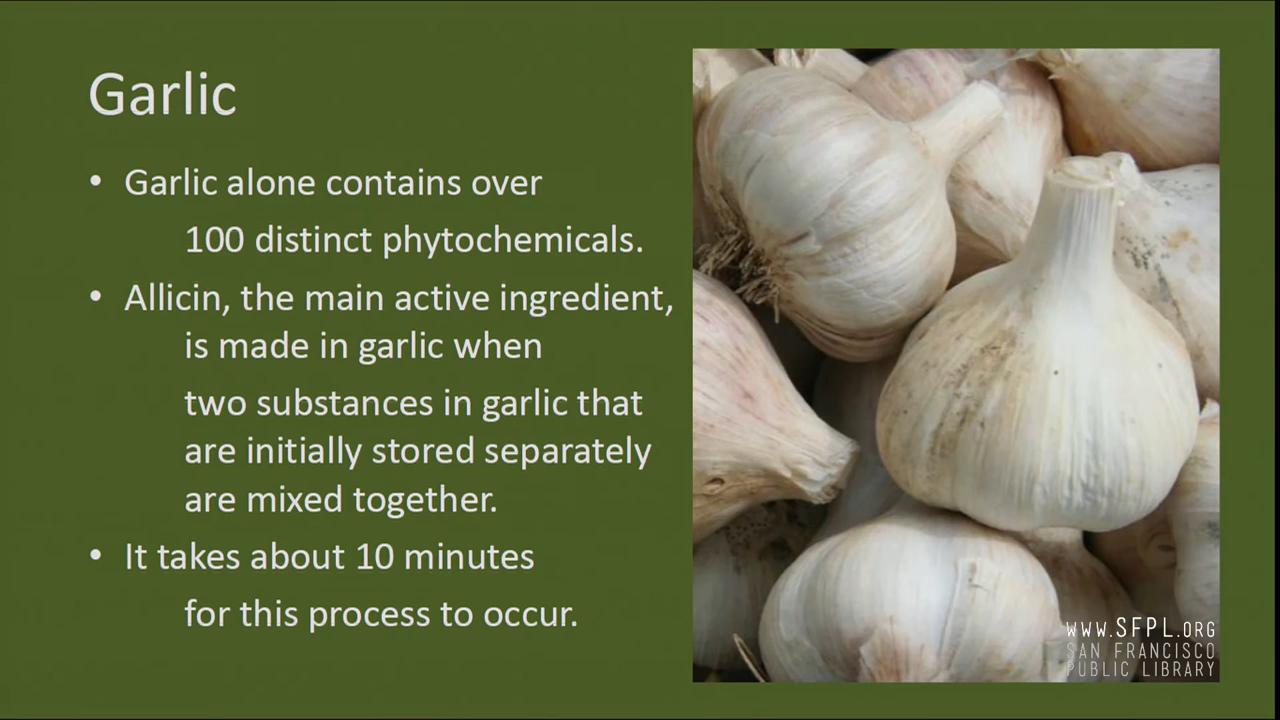 Garlic
• Garlic alone contains over
100 distinct phytochemicals.
• Allicin, the main active ingredient,
is made in garlic when
two substances in garlic that
are initially stored separately
are mixed together.
• It takes about 10 minutes
for this process to occur.
WWW.SFPL.ORG
SAN FRANCISCO
PUBLIC LIBRARY